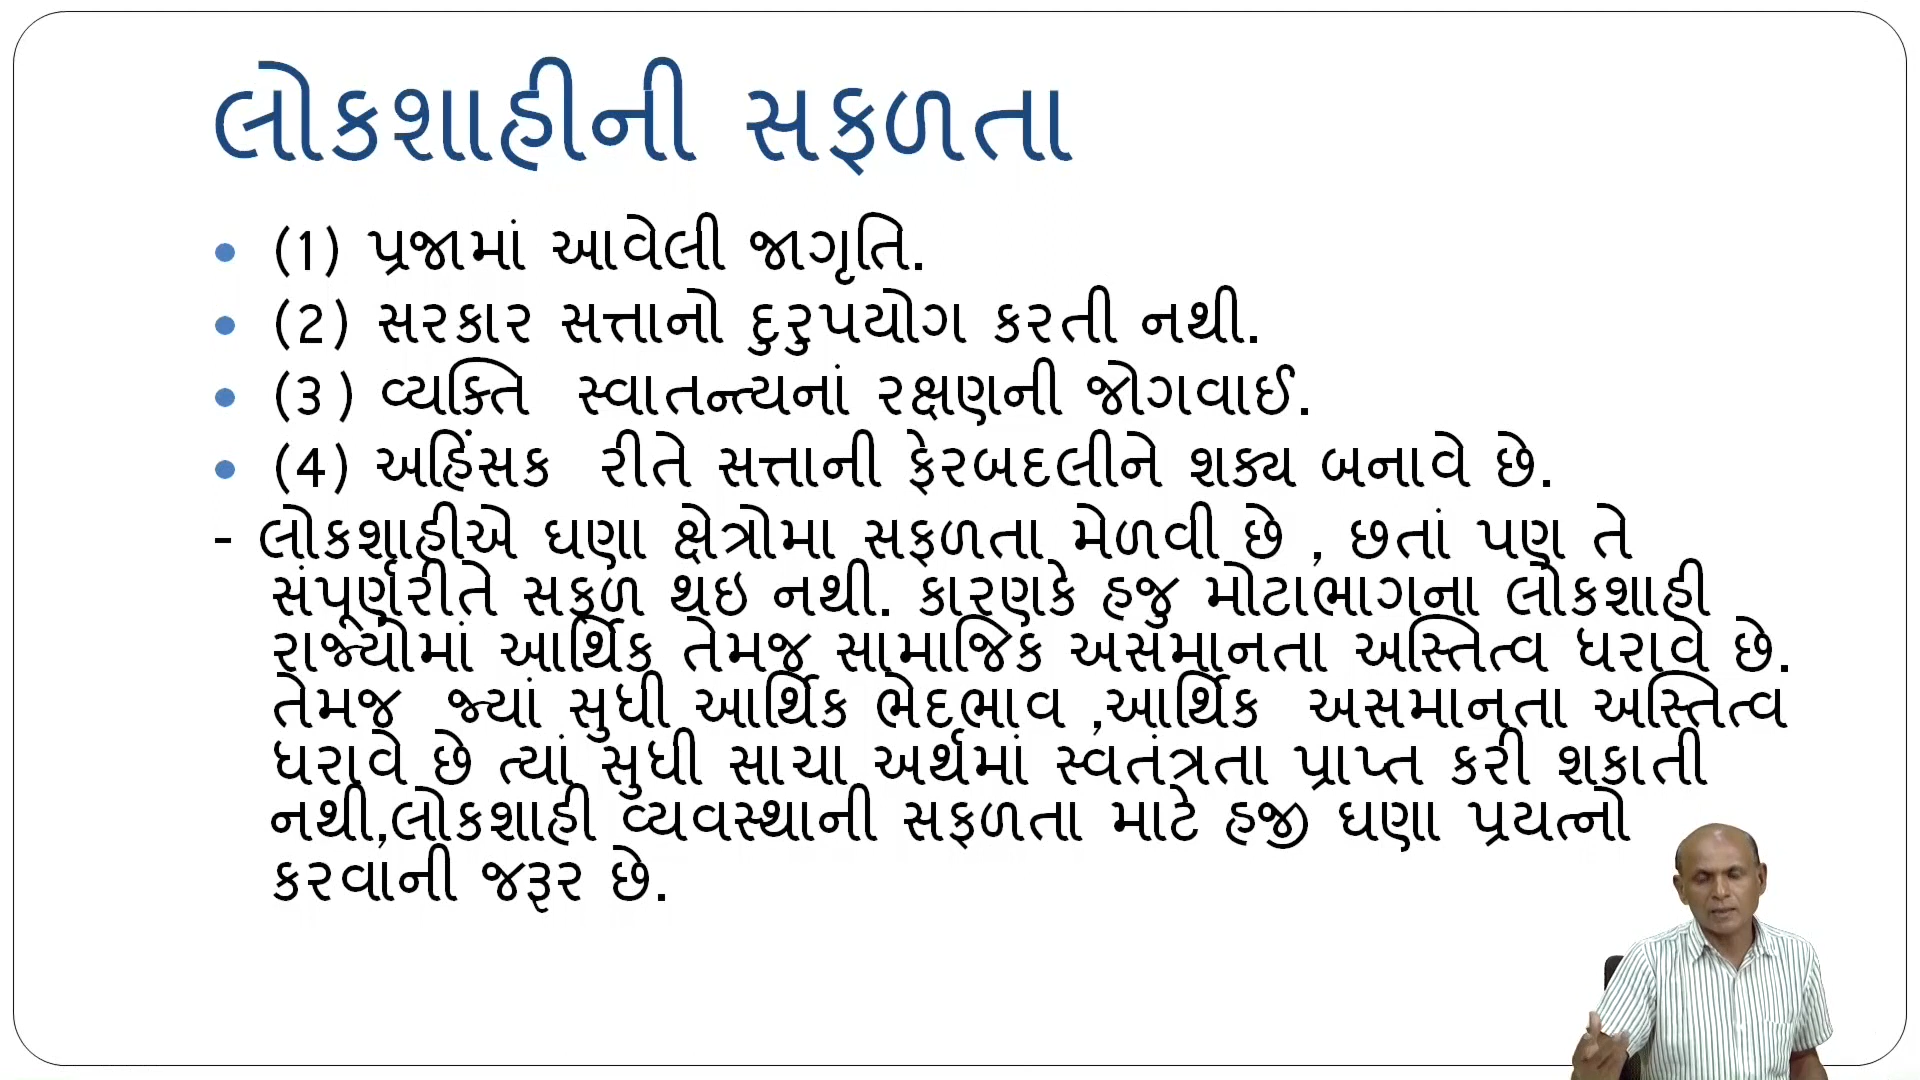 લોકશાહીની સફળતા
• (1) પ્રજામાં આવેલી જાગૃતિ.
• (2) સરકાર સત્તાનો દુરુપયોગ કરતી નથી.
• (3) વ્યક્તિ સ્વાતન્ત્યનાં રક્ષણની જોગવાઈ.
• (4) અહિંસક રીતે સત્તાની ફેરબદલીને શક્ય બનાવે છે.
- લોકશાહીએ ઘણા ક્ષેત્રોમા સફળતા મેળવી છે , છતાં પણ તે
સંપૂર્ણરીતે સફળ થઇ નથી. કારણકે હજુ મોટાભાગના લોકશાહી
રાજ્યોમાં આર્થિક તેમજ સામાજિક અસમાનતા અસ્તિત્વ ધરાવે છે.
તેમજ જ્યાં સુધી આર્થિક ભેદભાવ ,આર્થિક અસમાનતા અસ્તિત્વ
ધરાવે છે ત્યાં સુધી સાચા અર્થમાં સ્વતંત્રતા પ્રાપ્ત કરી શકાતી
નથી,લોકશાહી વ્યવસ્થાની સફળતા માટે હજી ઘણા પ્રયત્નો
કરવાની જરૂર છે.